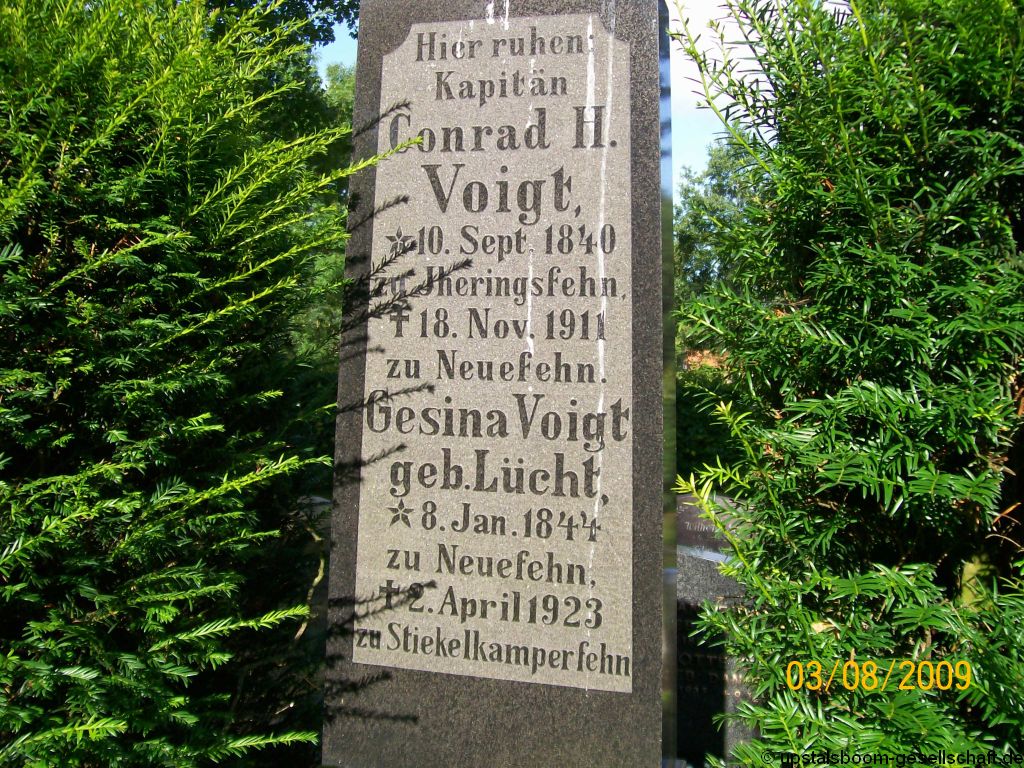 Hier ruhen:
Kapitän
Conrad H.
Voigt,
10. Sept. 1840
zu Jheringsfehn,
† 18. Nov. 1911
zu Neuefehn.
Gesina Voigt
geb. Lücht,
8. Jan. 1844
zu Neuefehn,
† 2. April 1923
zu Stiekelkamperfehn
03/08/2009
© upstalsboom-gesellschaft.de